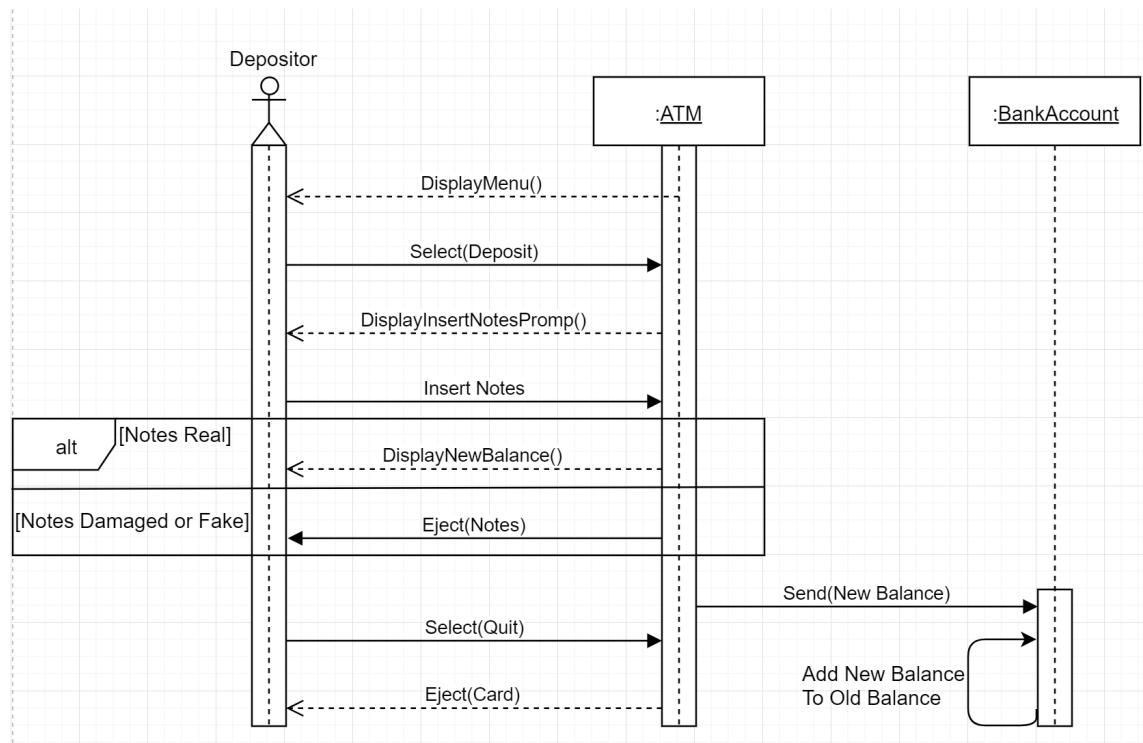 Depositor
:ATM
:BankAccount
DisplayMenu()
Select(Deposit)
DisplayInsertNotesPromp()
Insert Notes
alt
[Notes Real]
DisplayNewBalance()
[Notes Damaged or Fake]
Eject(Notes)
Send(New Balance)
Select(Quit)
Add New Balance
To Old Balance
Eject(Card)